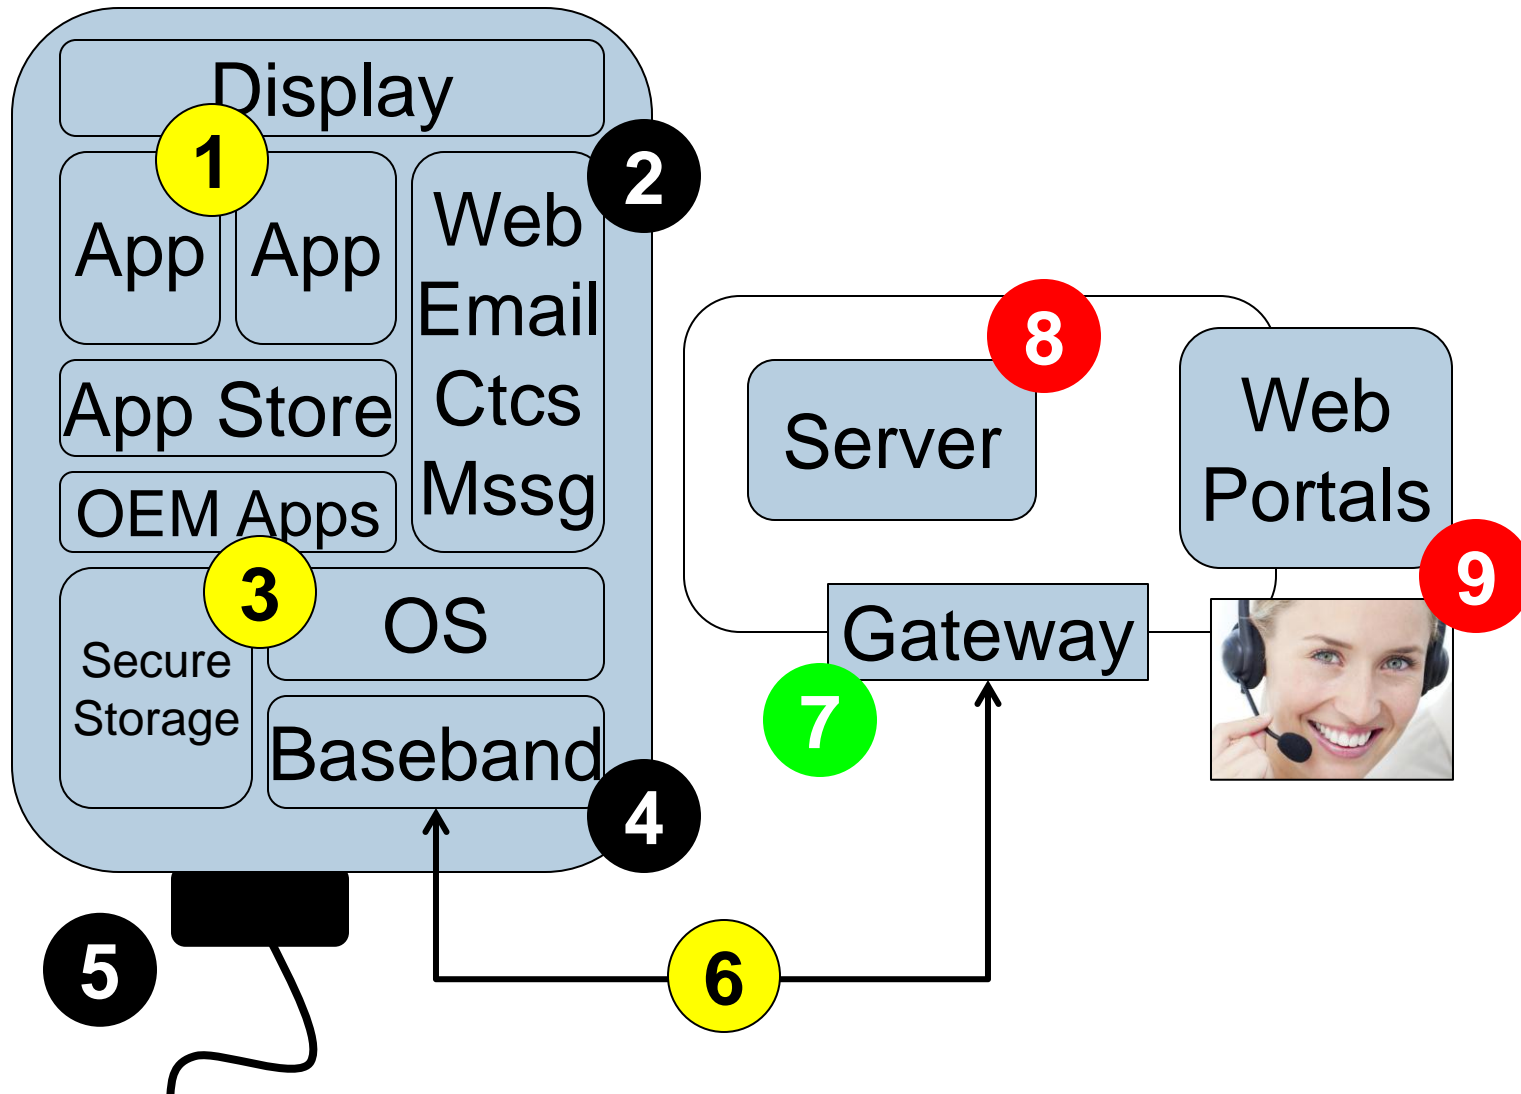 Display
1
2
App
App
Web
Email
Ctcs
Mssg
App Store
OEM Apps
3
Secure
Storage
OS
Baseband
4
5
6
8
Server
Web
Portals
9
Gateway
7